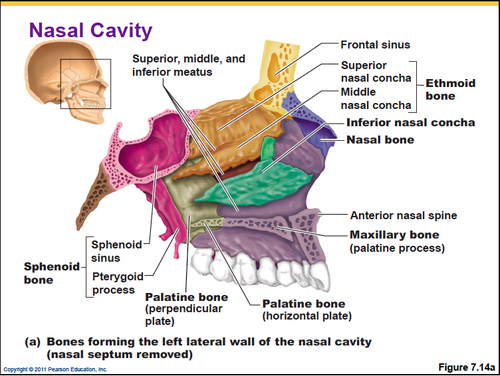 Nasal Cavity
Superior, middle, and
inferior meatus
Frontal sinus
Superior
nasal concha
Middle
nasal concha
Ethmoid
bone
Inferior nasal concha
Nasal bone
Anterior nasal spine
Maxillary bone
(palatine process)
Sphenoid
bone
Sphenoid
sinus
Pterygoid
process
Palatine bone
(perpendicular
plate)
Palatine bone
(horizontal plate)
(a) Bones forming the left lateral wall of the nasal cavity
(nasal septum removed)
Copyright © 2011 Pearson Education, Inc.
Figure 7.14a